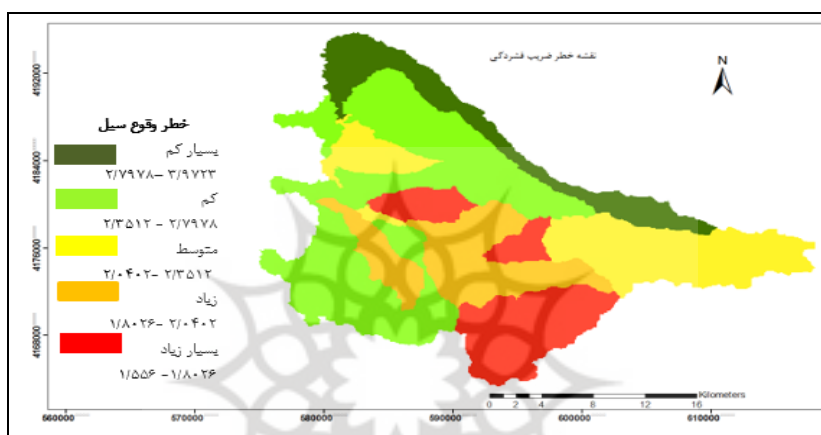 نقشه خطر ضریب فشردگی
N
خطر وقوع سیل
بسیار کم
۲/۷۹۷۸ -۳/۹۷۲۳
کم
۲/۳۵۱۲ - ۲/۷۹۷۸
متوسط
۲/۰۴۰۲ -۲/۳۵۱۲
زیاد
۱/۸۰۲۶ -۲/۰۴۰۲
بسیار زیاد
۱/۵۵۶ -۱/۸۰۲۶
4192000
4184000
4176000
4168000
Kilometers
0 2 4 8 12 16
560000 570000 580000 590000 600000 610000